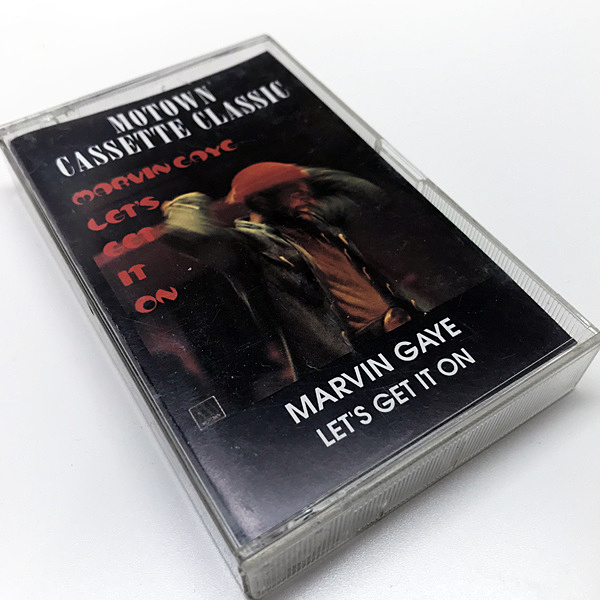 MOTOWN
CASSETTE CLASSIC
MARVIN GAYE
LET'S
GET
IT
ON
MARVIN GAYE
LET'S GET IT ON